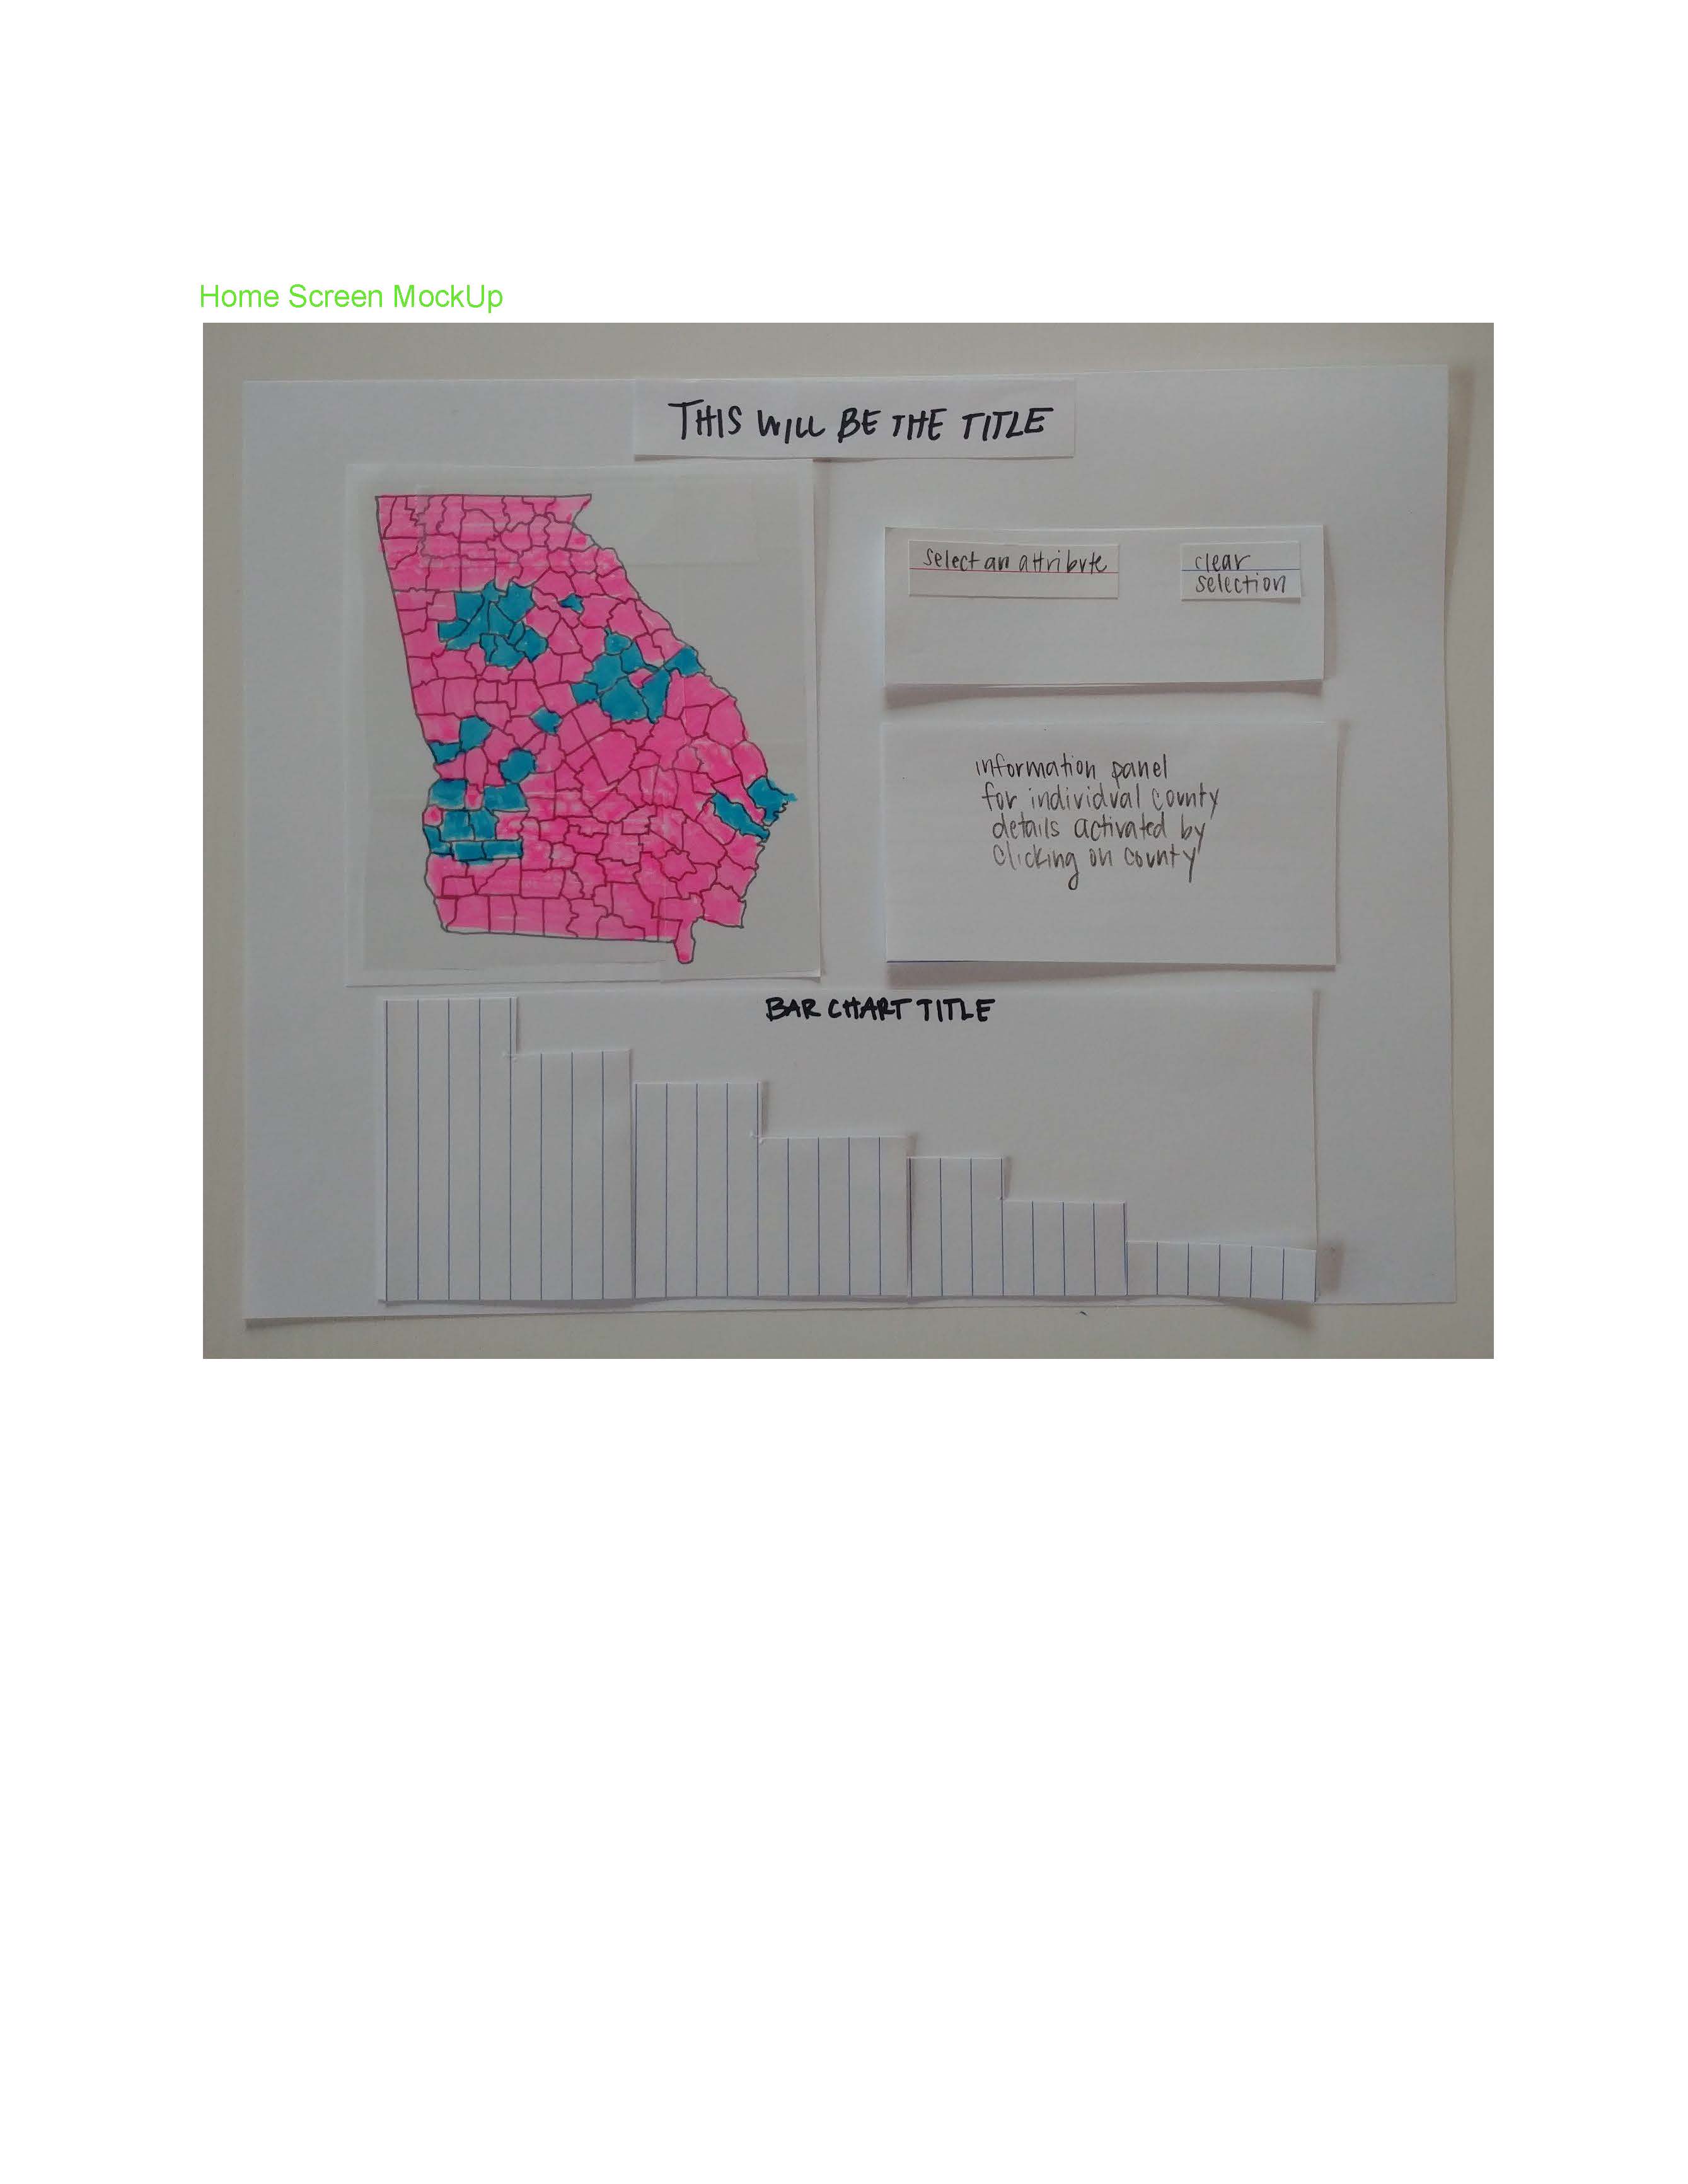 Home Screen MockUp
THIS WILL BE THE TITLE
select an attribute
clear
selection
information panel
for individual county
details activated by
clicking on county
BAR CHART TITLE